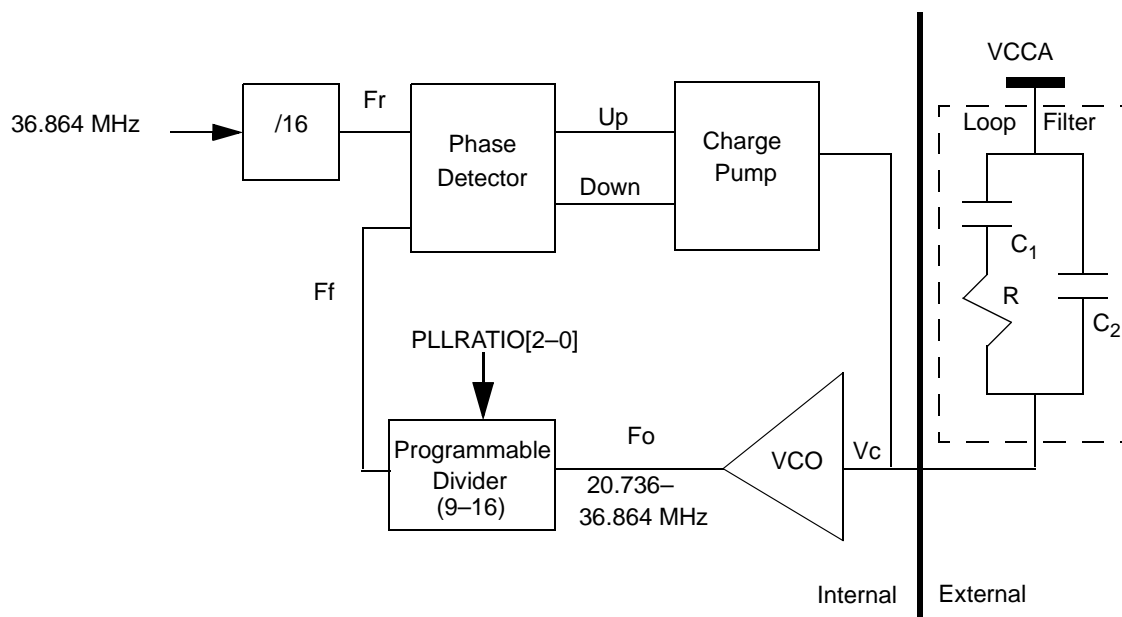 VCCA
Loop Filter
36.864 MHz
/16
Fr
Phase
Detector
Up
Down
Charge
Pump
C1
R
C2
Ff
PLLRATIO[2–0]
Programmable
Divider
(9–16)
Fo
20.736–
36.864 MHz
VCO
Vc
Internal
External